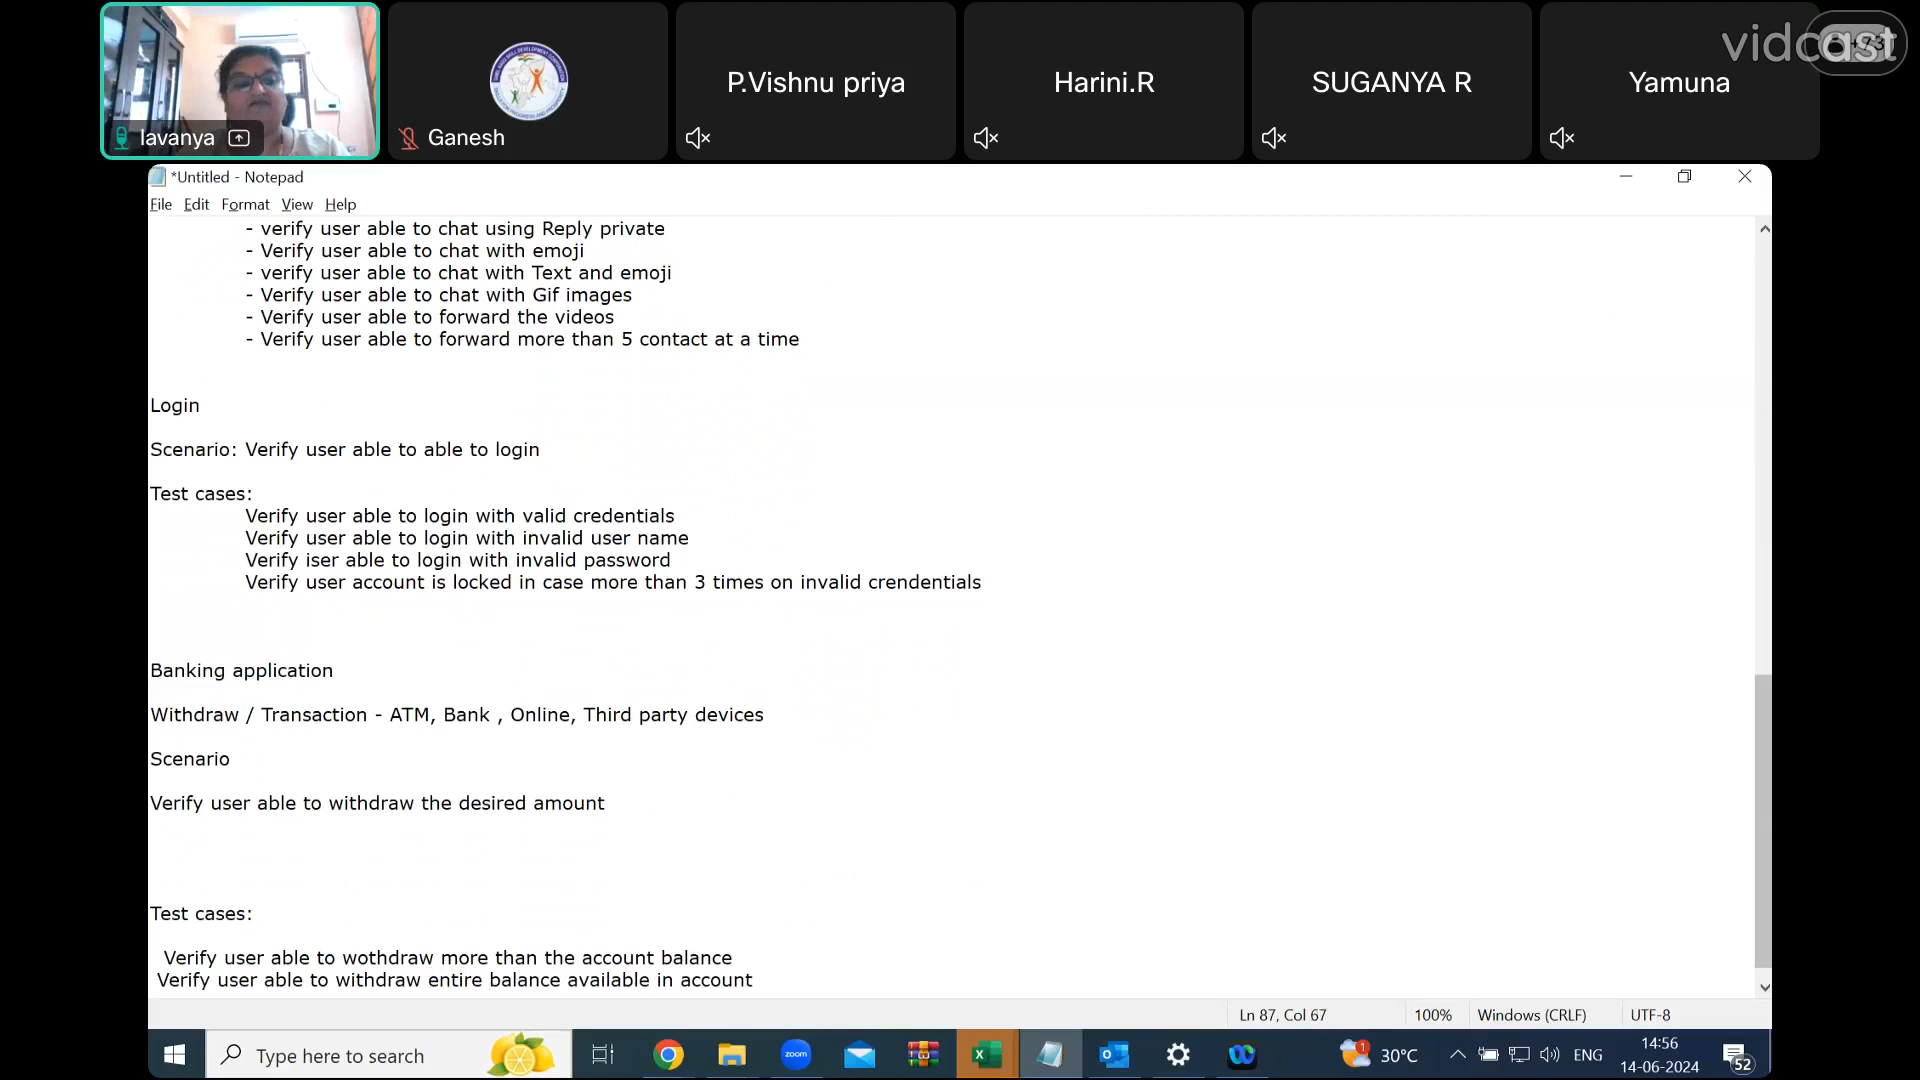 vidcast
lavanya
Ganesh
P.Vishnu priya
Harini.R
SUGANYA R
Yamuna
*Untitled - Notepad
File Edit Format View Help
- verify user able to chat using Reply private
- Verify user able to chat with emoji
- verify user able to chat with Text and emoji
- Verify user able to chat with Gif images
- Verify user able to forward the videos
- Verify user able to forward more than 5 contact at a time
Login
Scenario: Verify user able to able to login
Test cases:
Verify user able to login with valid credentials
Verify user able to login with invalid user name
Verify iser able to login with invalid password
Verify user account is locked in case more than 3 times on invalid crendentials
Banking application
Withdraw / Transaction - ATM, Bank , Online, Third party devices
Scenario
Verify user able to withdraw the desired amount
Test cases:
Verify user able to wothdraw more than the account balance
Verify user able to withdraw entire balance available in account
Ln 87, Col 67 100% Windows (CRLF) UTF-8
Type here to search zoom 1 30°C ENG 14:56
14-06-2024 52